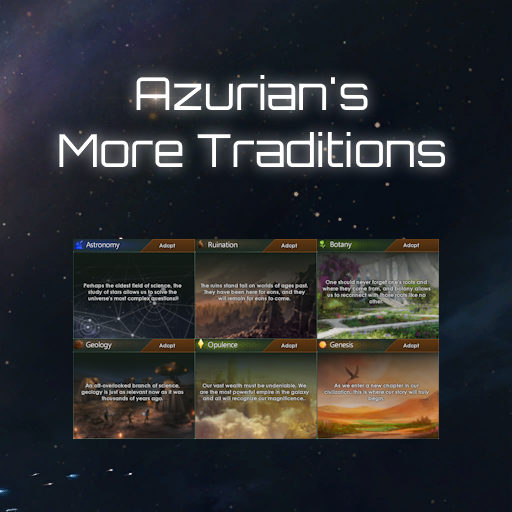 Azurian's
More Traditions
Astronomy Adopt
Ruination Adopt
Botany Adopt
Perhaps the oldest field of science, the
study of stars allows us to solve the
universe's most complex questions!!
The ruins stand tall on worlds of ages past.
They have been here for eons, and they
will remain for eons to come.
One should never forget one's roots and
where they come from, and botany allows
us to reconnect with those roots like no
other.
Geology Adopt
Opulence Adopt
Genesis Adopt
An oft-overlooked branch of science,
geology is just as relevant now as it was
thousands of years ago.
Our vast wealth must be undeniable. We
are the most powerful empire in the galaxy
and all will recognize our magnificence.
As we enter a new chapter in our
civilization, this is where our story will truly
begin.